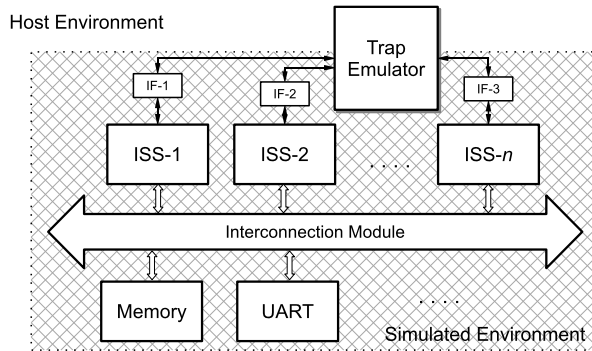 Host Environment
Trap
Emulator
IF-1
IF-2
IF-3
ISS-1
ISS-2
. . . .
ISS-n
Interconnection Module
Memory
UART
. . . .
Simulated Environment